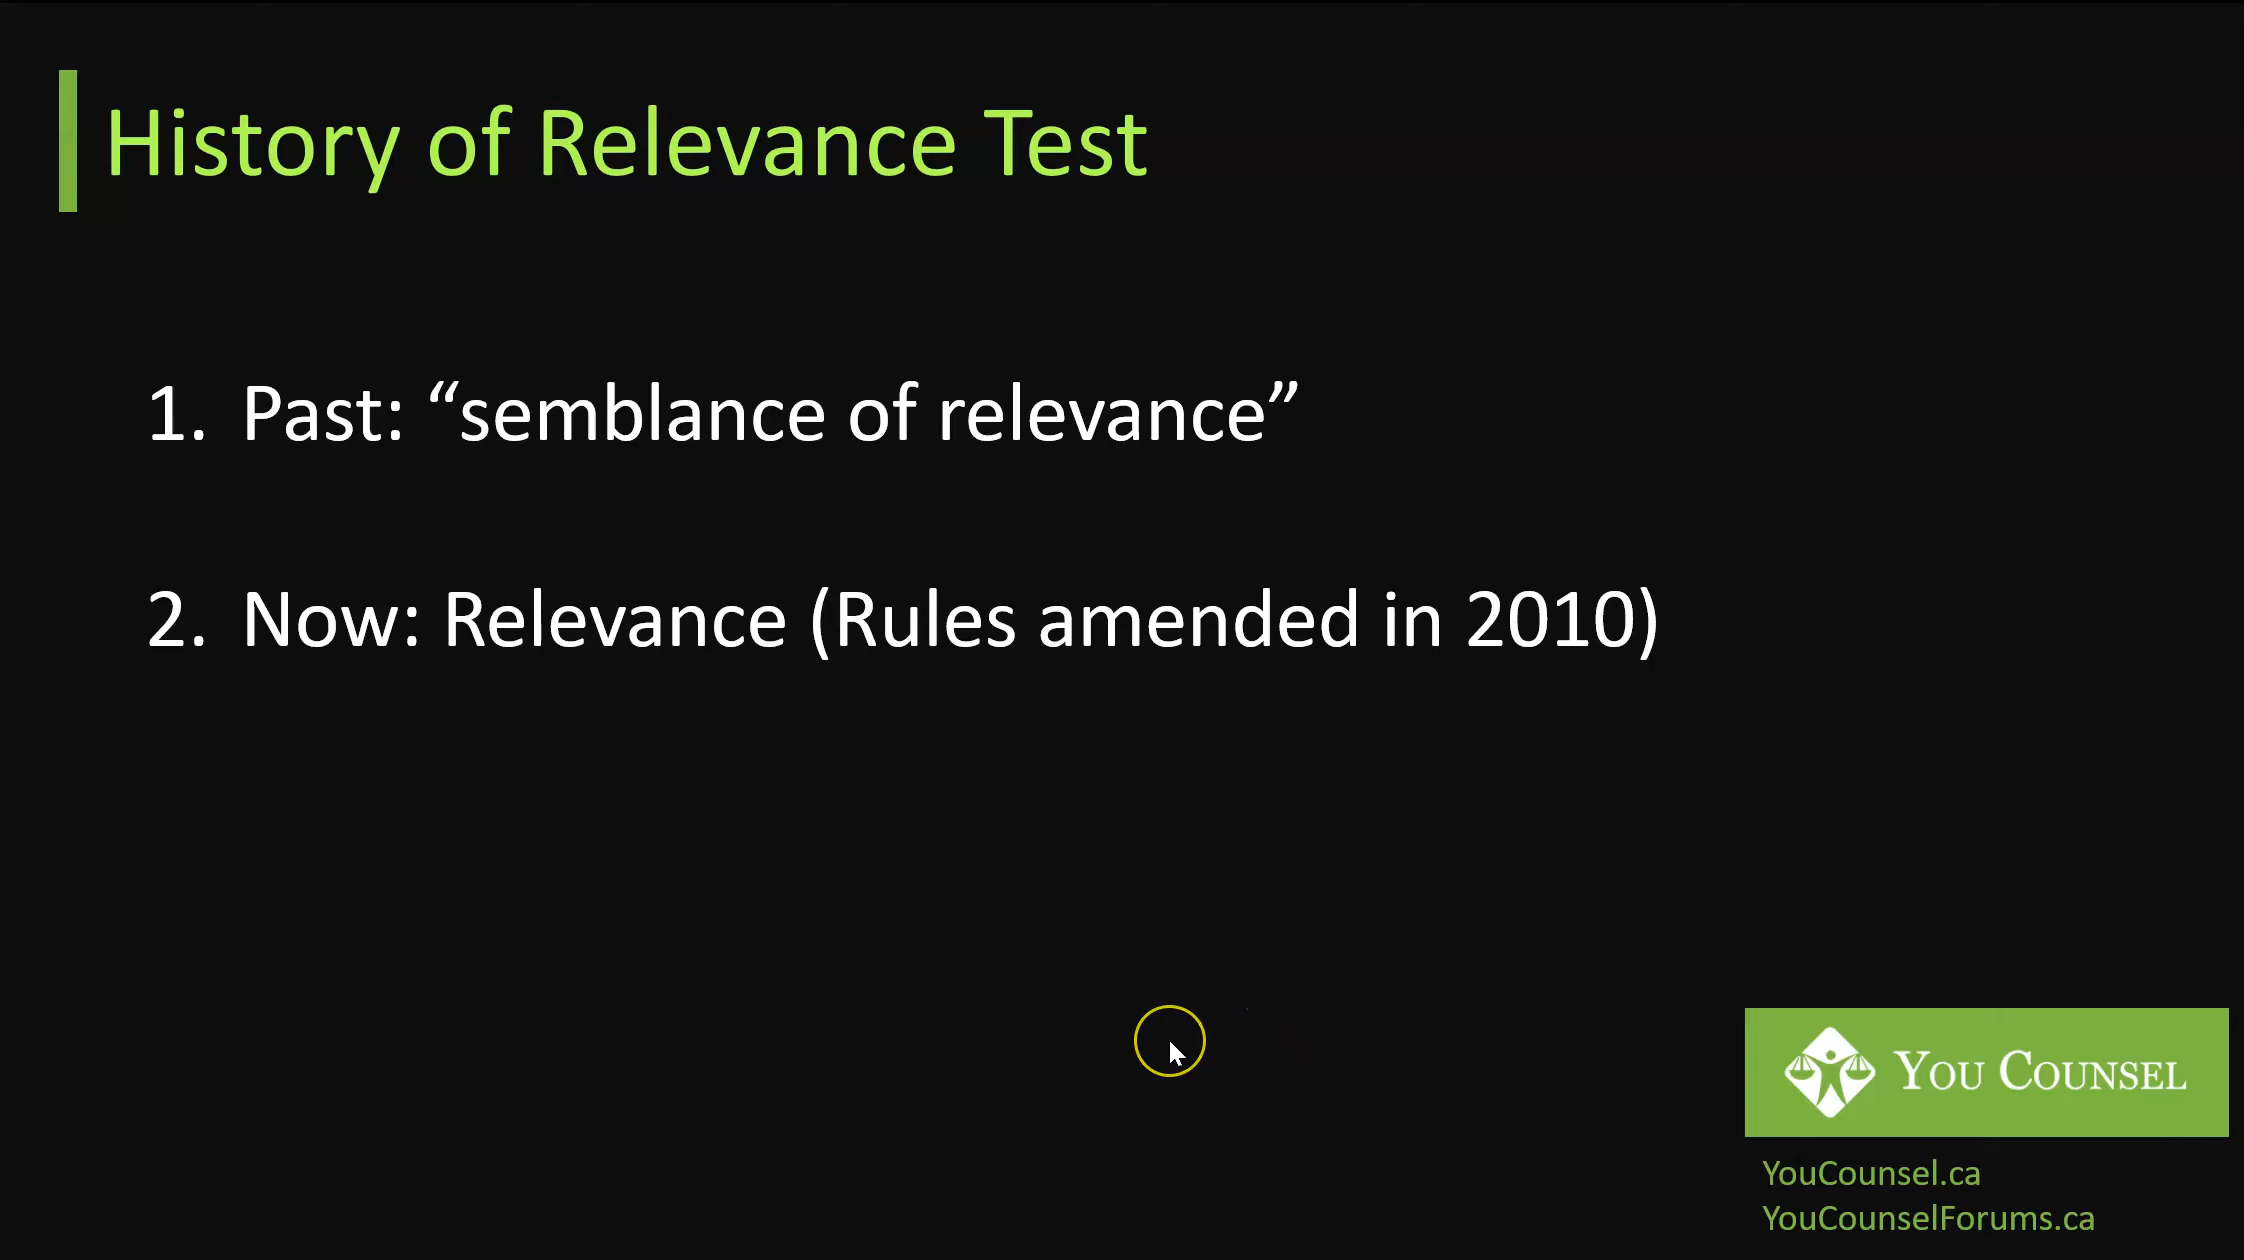 History of Relevance Test
1. Past: “semblance of relevance”
2. Now: Relevance (Rules amended in 2010)
YOU COUNSEL
YouCounsel.ca
YouCounselForums.ca